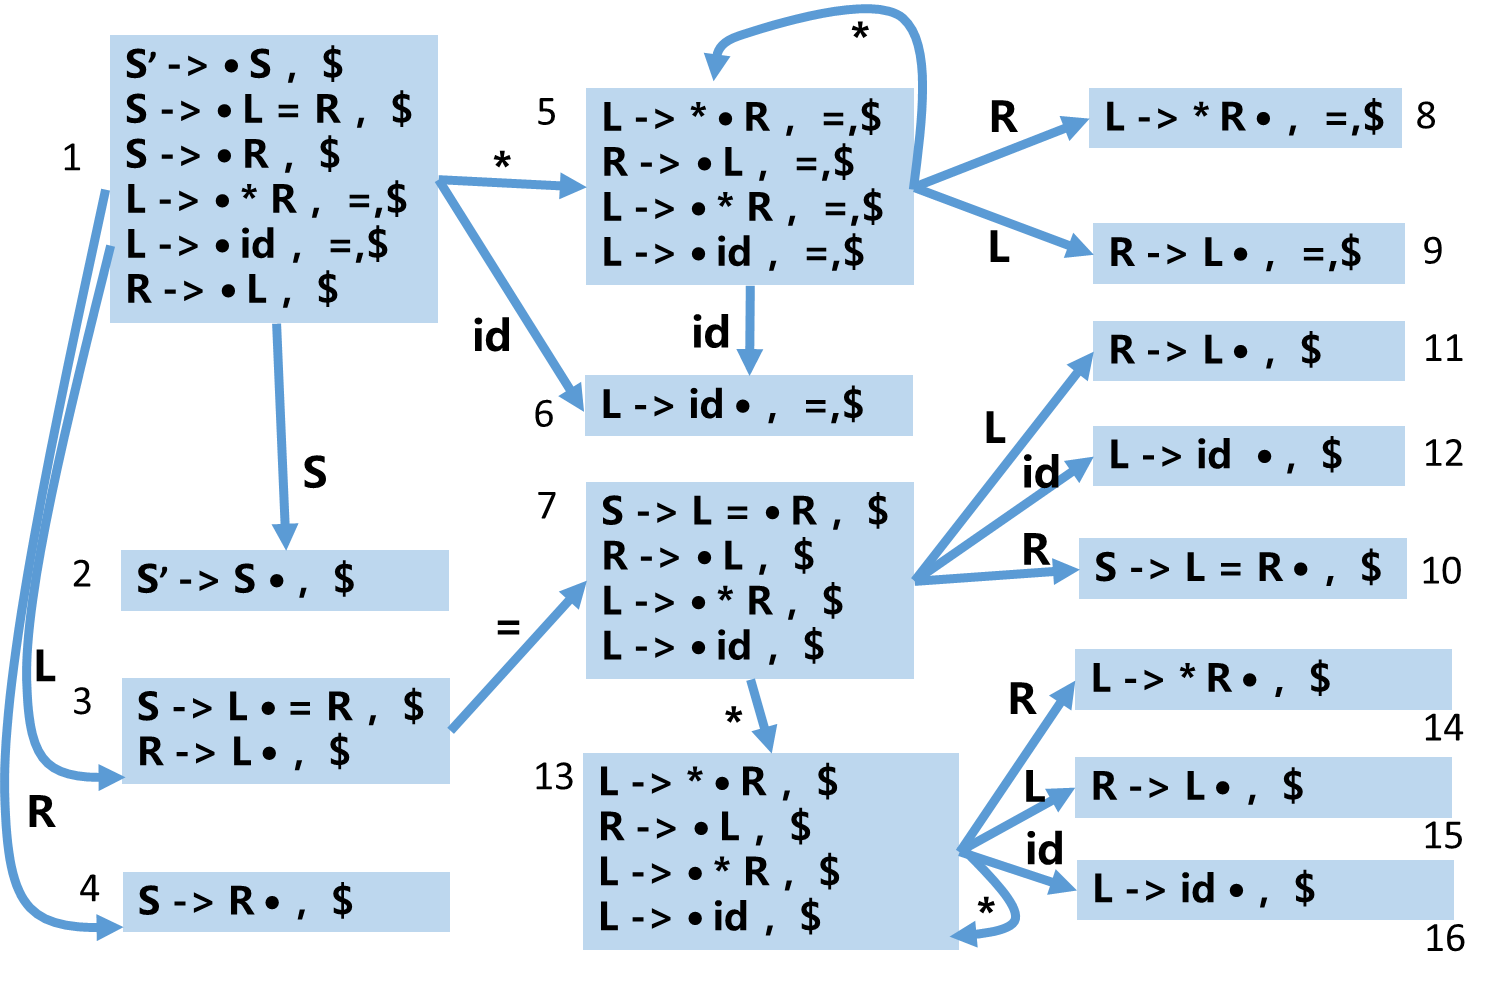 1
S’ -> • S , $
S -> • L = R , $
S -> • R , $
L -> • * R , =,$
L -> • id , =,$
R -> • L , $
*
id
S
L
R
2
S’ -> S • , $
3
S -> L • = R , $
R -> L • , $
4
S -> R • , $
=
*
5
L -> * • R , =,$
R -> • L , =,$
L -> • * R , =,$
L -> • id , =,$
id
6
L -> id • , =,$
7
S -> L = • R , $
R -> • L , $
L -> • * R , $
L -> • id , $
*
13
L -> * • R , $
R -> • L , $
L -> • * R , $
L -> • id , $
R
L -> * R • , =,$
8
L
R -> L • , =,$
9
L
R -> L • , $
11
id
L -> id • , $
12
R
S -> L = R • , $
10
R
L -> * R • , $
14
L
R -> L • , $
15
id
L -> id • , $
16
*